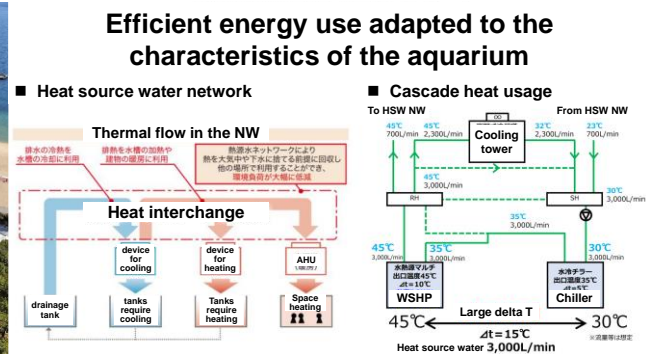 Efficient energy use adapted to the
characteristics of the aquarium
■ Heat source water network
■ Cascade heat usage
Thermal flow in the NW
排水の冷熱を
水槽の冷却に利用
排熱を水槽の加熱や
建物の暖房に利用
熱源水ネットワークにより
熱を大気中や下水に捨てる前提に回収し
他の場所で利用することができ、
環境負荷が大幅に低減
Heat interchange
device
for
cooling
device
for
heating
AHU
drainage
tank
tanks
require
cooling
Tanks
require
heating
Space
heating
To HSW NW
From HSW NW
45℃
700L/min
45℃
2,300L/min
Cooling
tower
32℃
2,300L/min
23℃
700L/min
45℃
3,000L/min
RH
SH
30℃
3,000L/min
35℃
3,000L/min
45℃
3,000L/min
35℃
3,000L/min
30℃
3,000L/min
水熱源マルチ
出口温度45℃
⊿t=10℃
WSHP
水冷チラー
出口温度35℃
⊿t=5℃
Chiller
Large delta T
45℃
30℃
⊿t=15℃
※流量等は想定
Heat source water 3,000L/min